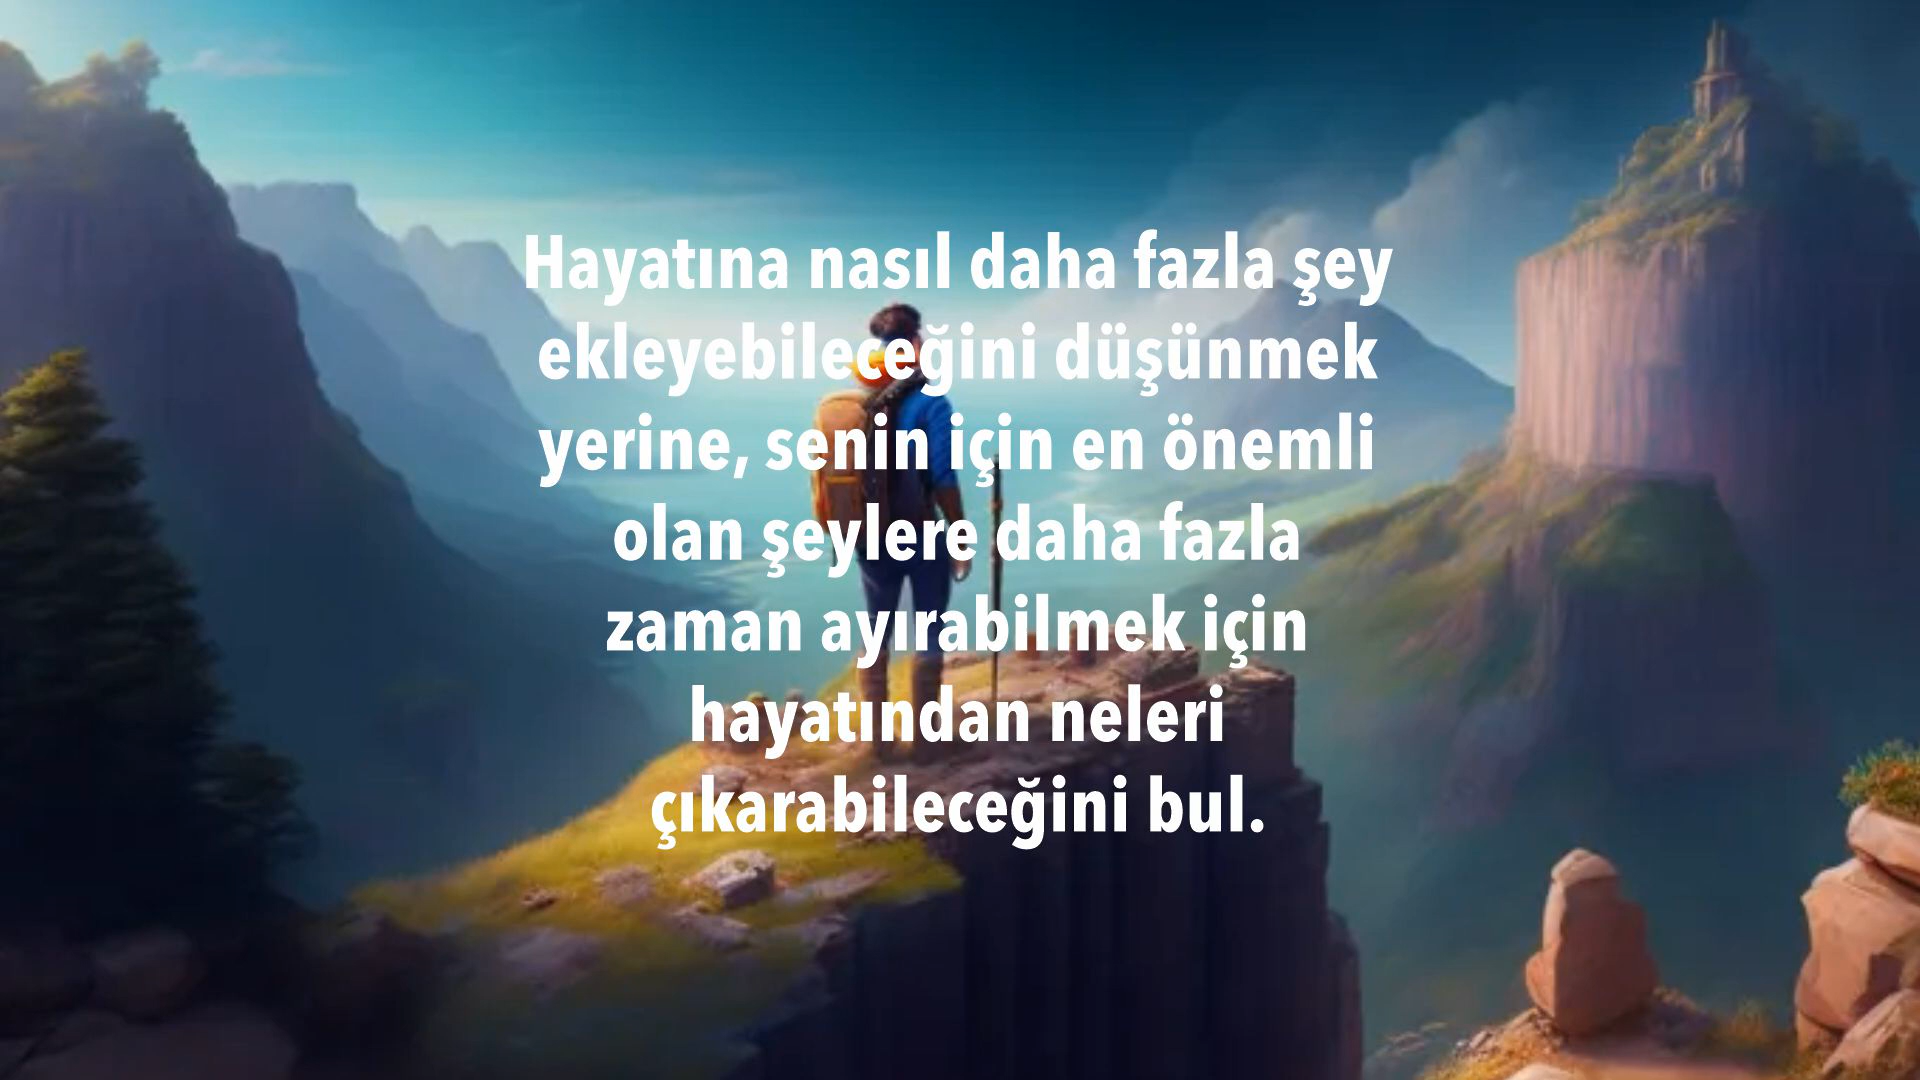 Hayatına nasıl daha fazla şey
ekleyebileceğini düşünmek
yerine, senin için en önemli
olan şeylere daha fazla
zaman ayırabilmek için
hayatından neleri
çıkarabileceğini bul.